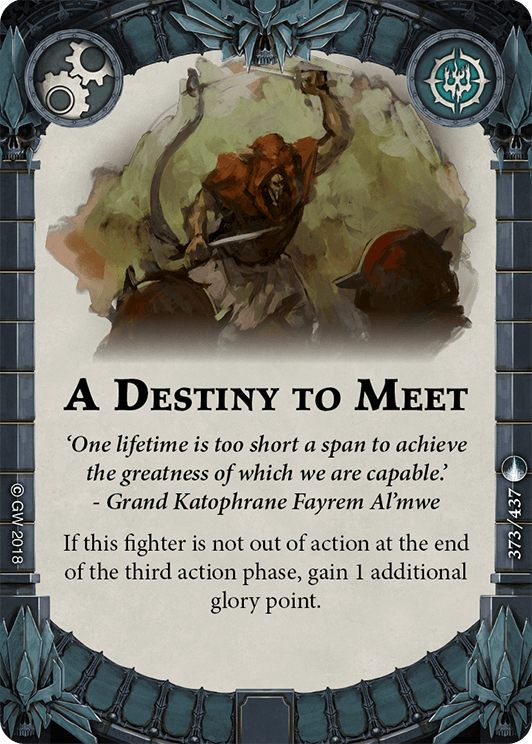 A Destiny to Meet
‘One lifetime is too short a span to achieve
the greatness of which we are capable.’
- Grand Katophrane Fayrem Al’mwe
If this fighter is not out of action at the end
of the third action phase, gain 1 additional
glory point.
© GW 2018
373/437